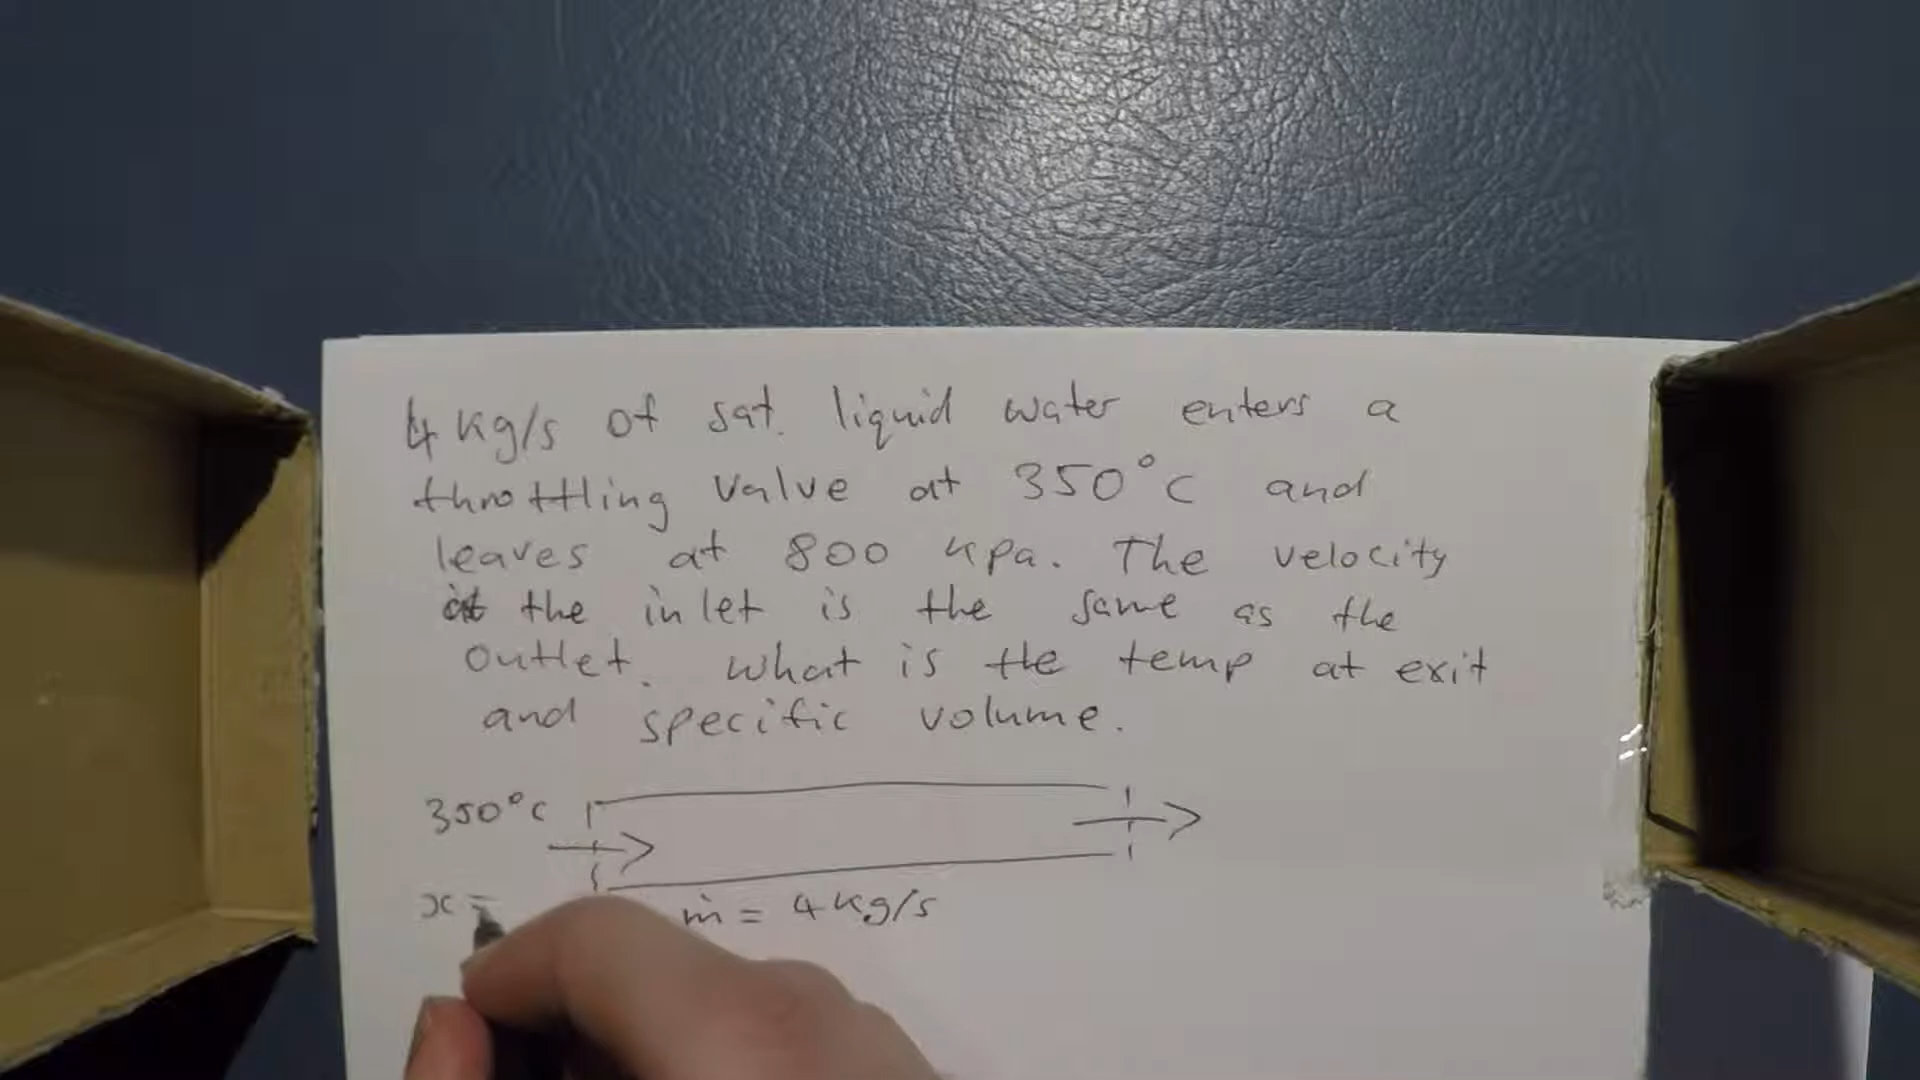 4 kg/s of sat. liquid water enters a
throttling valve at 350°C and
leaves at 800 kpa. The velocity
at the inlet is the same as the
outlet. What is the temp at exit
and specific volume.
350°C
x =
ṁ = 4 kg/s